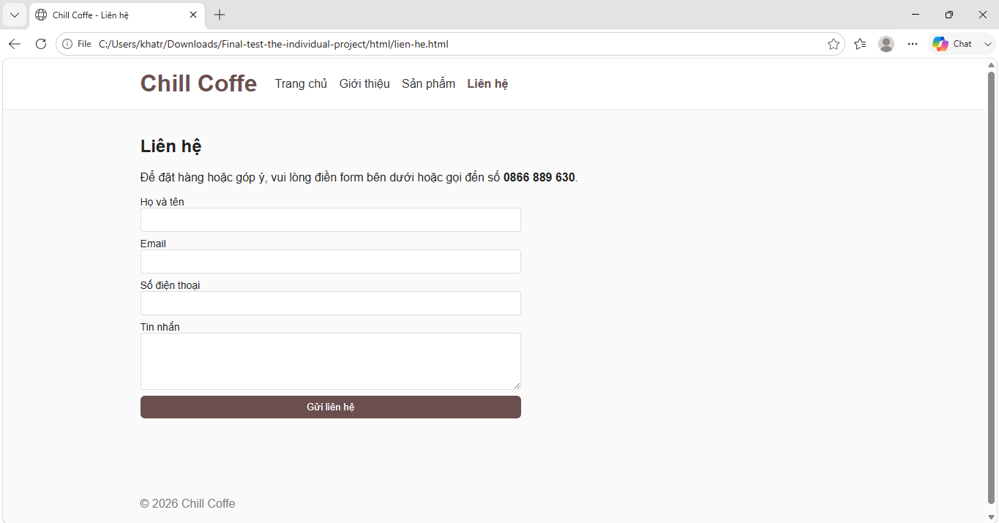 Chill Coffe - Liên hệ
File C:/Users/khatr/Downloads/Final-test-the-individual-project/html/lien-he.html
Chat
Chill Coffe Trang chủ Giới thiệu Sản phẩm Liên hệ
Liên hệ
Để đặt hàng hoặc góp ý, vui lòng điền form bên dưới hoặc gọi đến số 0866 889 630.
Họ và tên
Email
Số điện thoại
Tin nhắn
Gửi liên hệ
© 2026 Chill Coffe